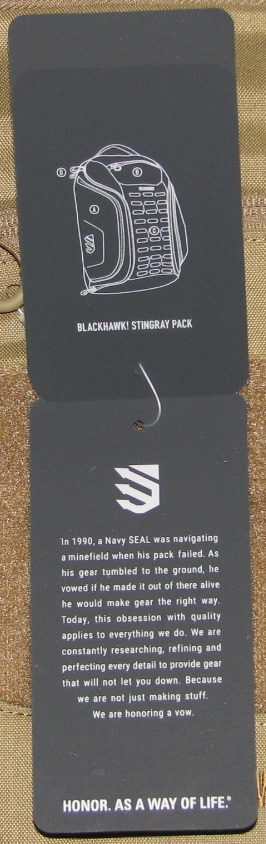 D
B
A
C
BLACKHAWK! STINGRAY PACK
In 1990, a Navy SEAL was navigating
a minefield when his pack failed. As
his gear tumbled to the ground, he
vowed if he made it out of there alive
he would make gear the right way.
Today, this obsession with quality
applies to everything we do. We are
constantly researching, refining and
perfecting every detail to provide gear
that will not let you down. Because
we are not just making stuff.
We are honoring a vow.
HONOR. AS A WAY OF LIFE.®